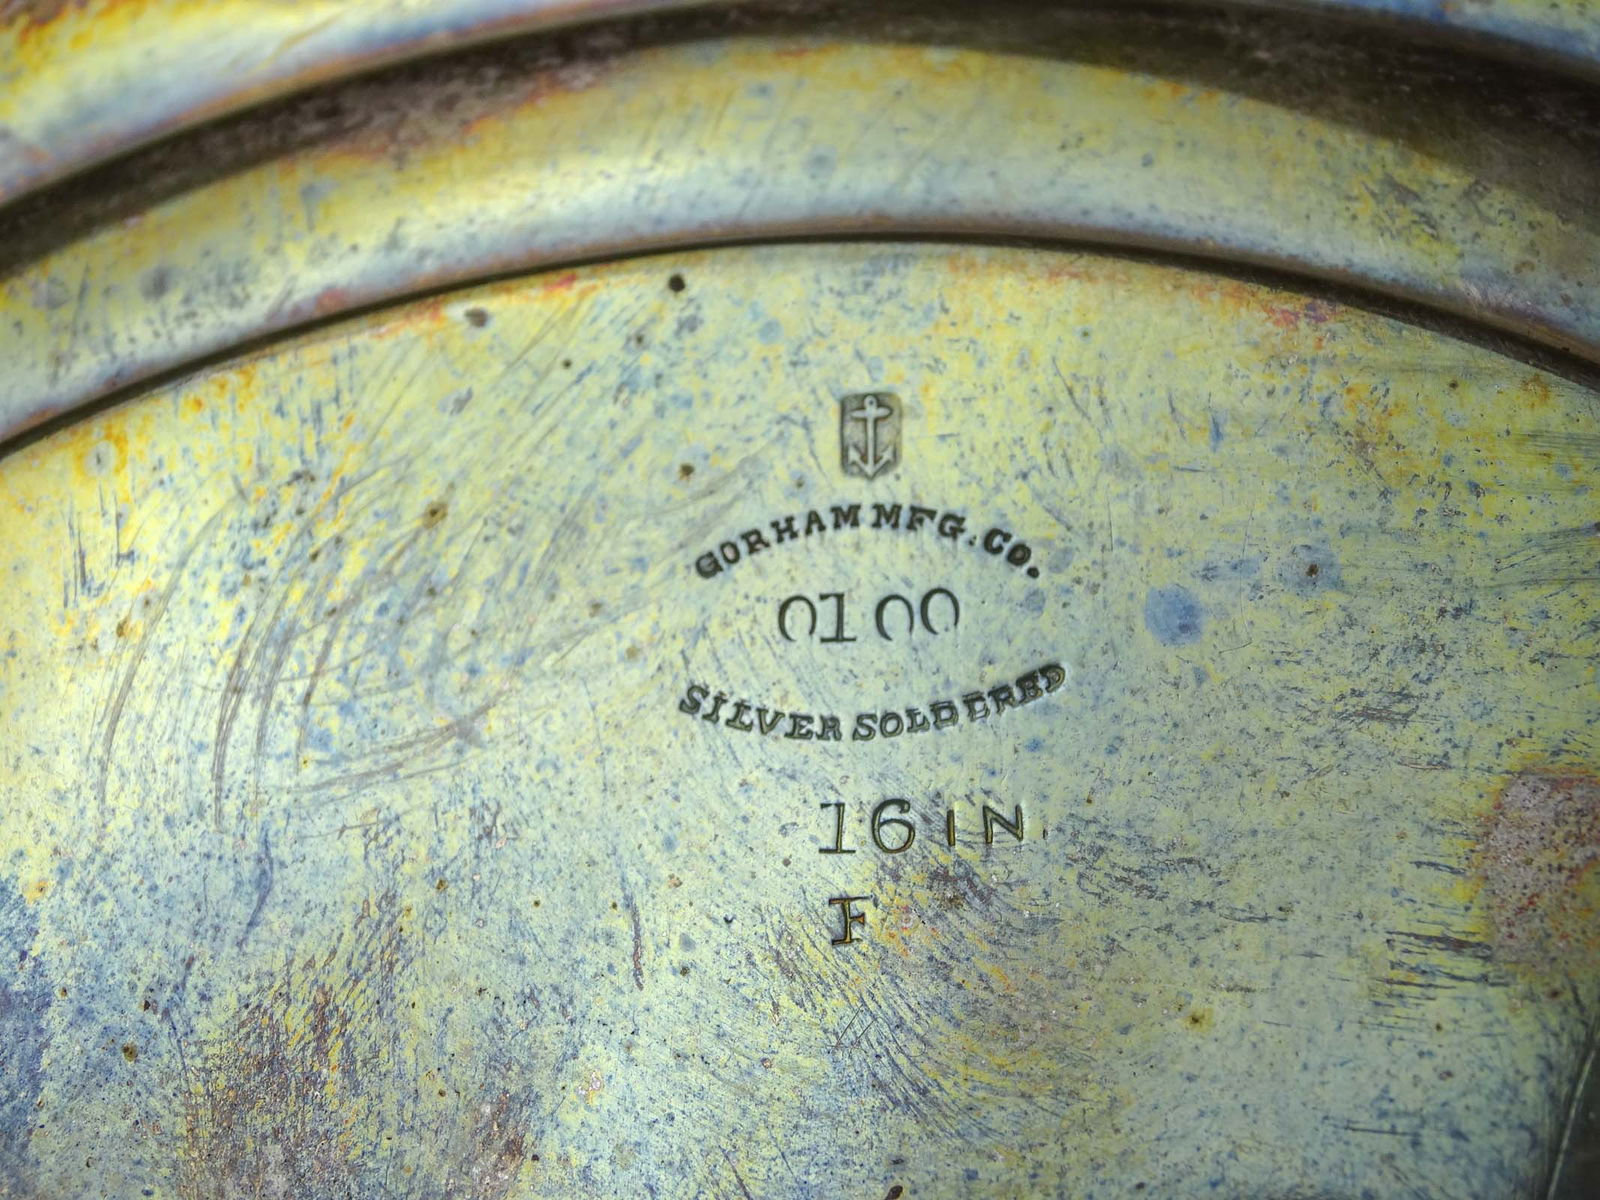 GORHAM MFG. CO.
0100
SILVER SOLDERED
16 IN.
F